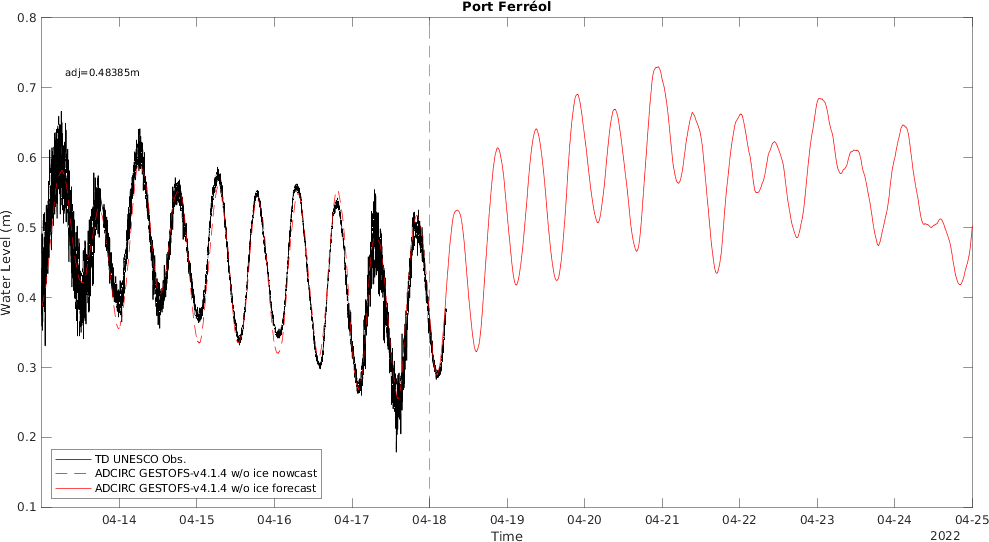 Port Ferréol
0.8
0.7
0.6
0.5
0.4
0.3
0.2
0.1
Water Level (m)
adj=0.48385m
TD UNESCO Obs.
ADCIRC GESTOFS-v4.1.4 w/o ice nowcast
ADCIRC GESTOFS-v4.1.4 w/o ice forecast
04-14 04-15 04-16 04-17 04-18 04-19 04-20 04-21 04-22 04-23 04-24 04-25
Time
2022